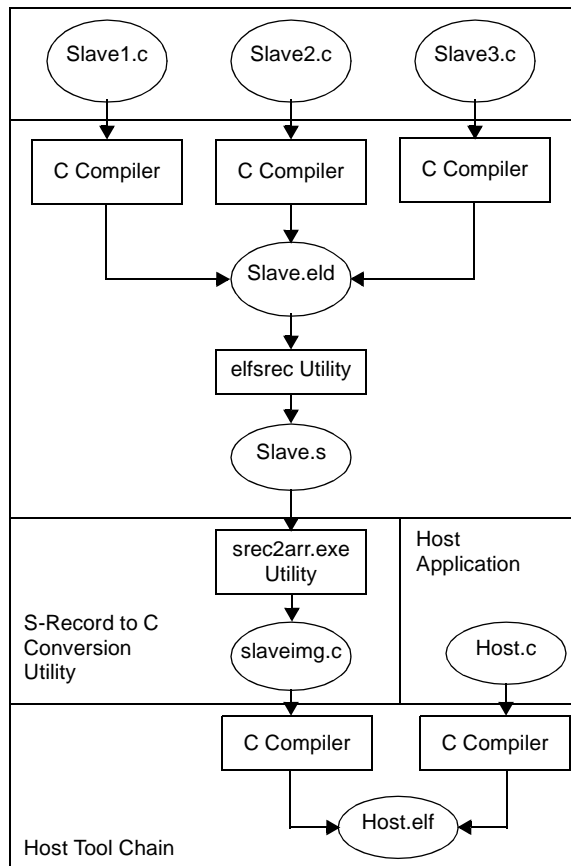 Slave1.c
Slave2.c
Slave3.c
C Compiler
C Compiler
C Compiler
Slave.eld
elfsrec Utility
Slave.s
srec2arr.exe
Utility
Host
Application
S-Record to C
Conversion
Utility
slaveimg.c
Host.c
C Compiler
C Compiler
Host.elf
Host Tool Chain